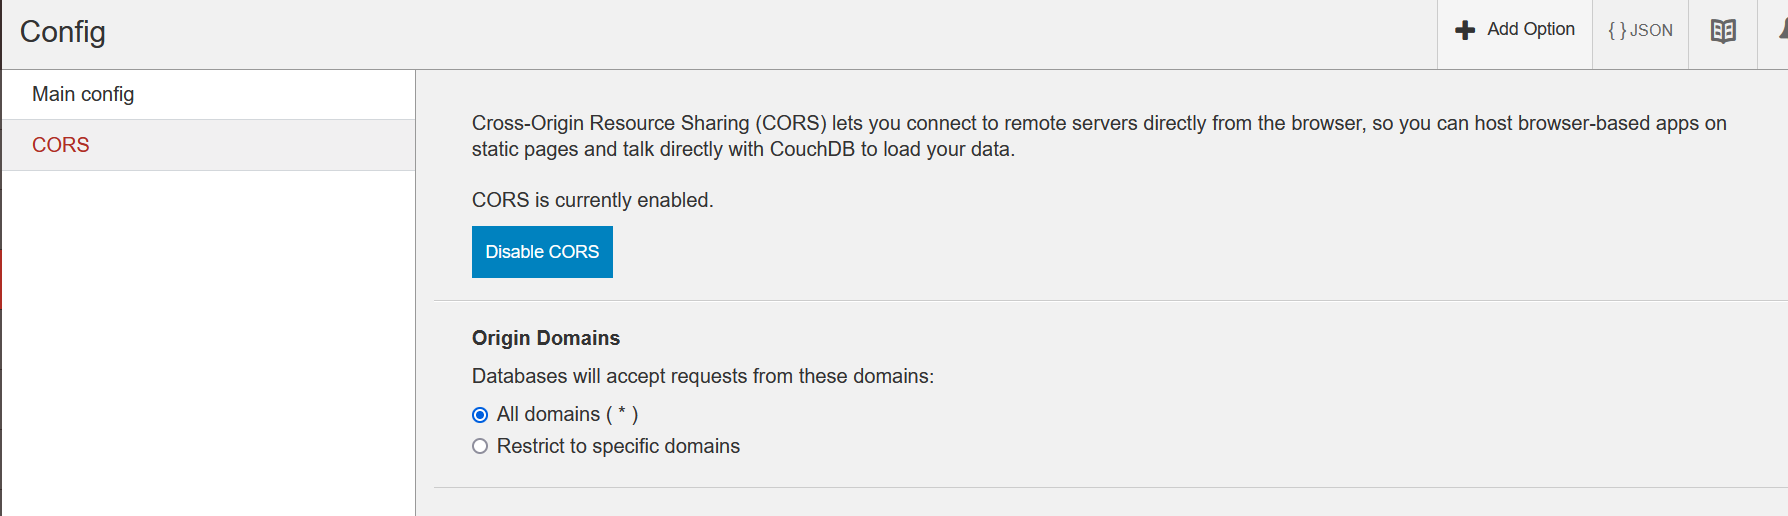 Config
Add Option
{ } JSON
Main config
CORS
Cross-Origin Resource Sharing (CORS) lets you connect to remote servers directly from the browser, so you can host browser-based apps on
static pages and talk directly with CouchDB to load your data.
CORS is currently enabled.
Disable CORS
Origin Domains
Databases will accept requests from these domains:
All domains ( * )
Restrict to specific domains